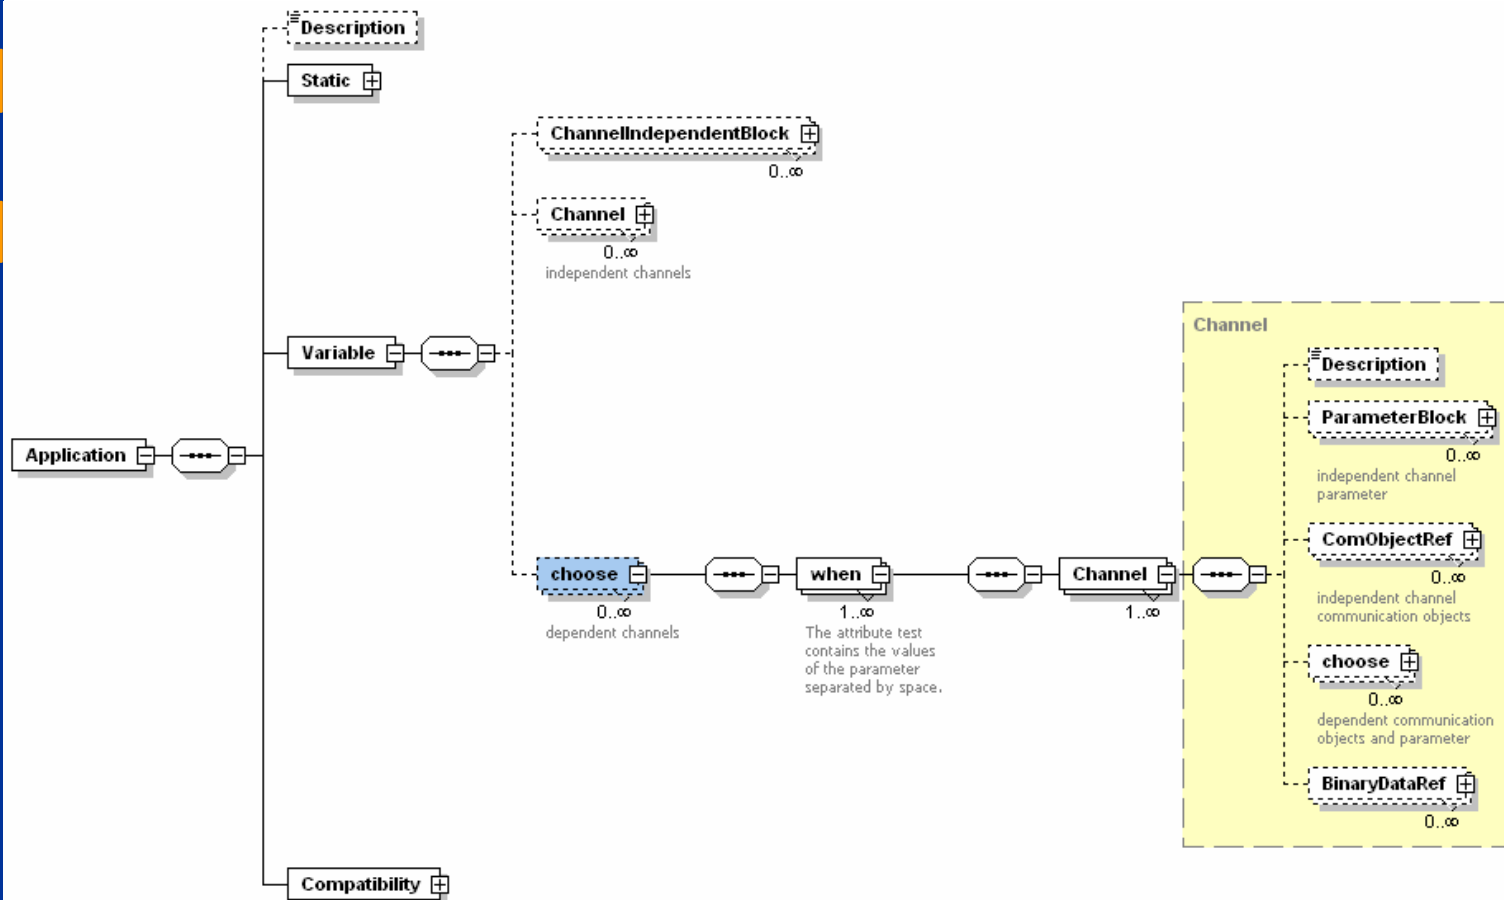 Description
Static
ChannelIndependentBlock
0..∞
Channel
0..∞
independent channels
Variable
Application
choose
0..∞
dependent channels
when
1..∞
The attribute test
contains the values
of the parameter
separated by space.
Channel
1..∞
Channel
Description
ParameterBlock
0..∞
independent channel
parameter
ComObjectRef
0..∞
independent channel
communication objects
choose
0..∞
dependent communication
objects and parameter
BinaryDataRef
0..∞
Compatibility